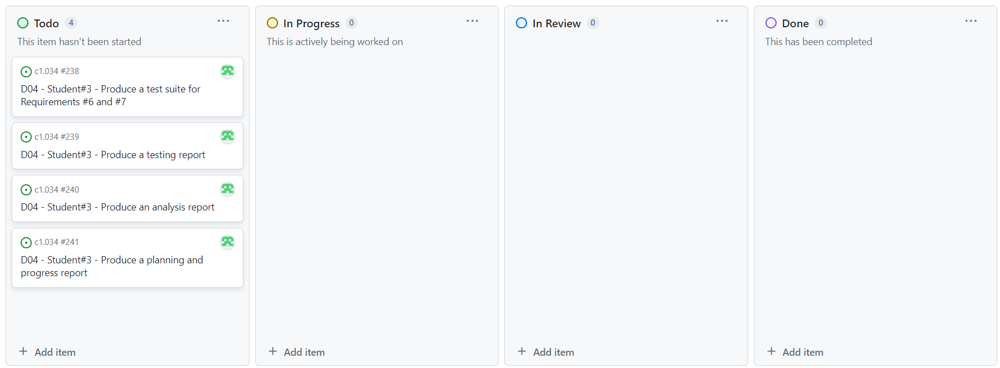 Todo 4
This item hasn't been started
c1.034 #238
D04 - Student#3 - Produce a test suite for
Requirements #6 and #7
c1.034 #239
D04 - Student#3 - Produce a testing report
c1.034 #240
D04 - Student#3 - Produce an analysis report
c1.034 #241
D04 - Student#3 - Produce a planning and
progress report
+ Add item
In Progress 0
This is actively being worked on
+ Add item
In Review 0
+ Add item
Done 0
This has been completed
+ Add item